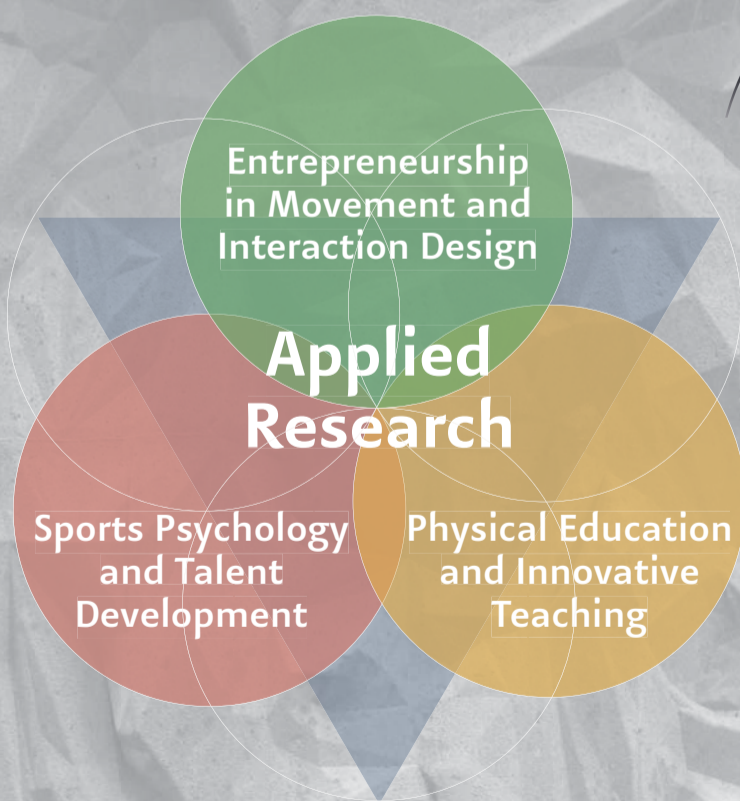 Entrepreneurship
in Movement and
Interaction Design
Applied
Research
Sports Psychology
and Talent
Development
Physical Education
and Innovative
Teaching